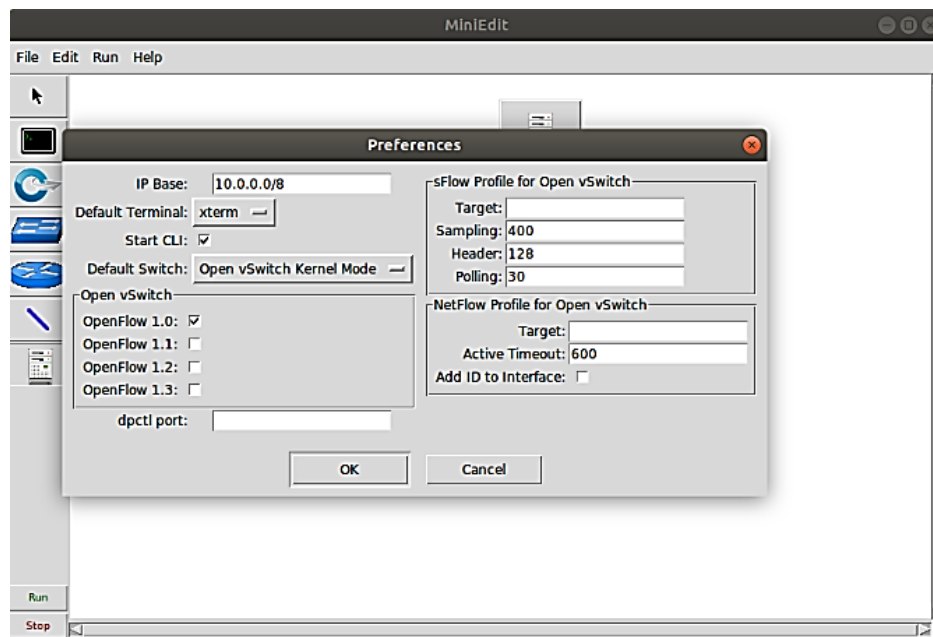 MiniEdit
File Edit Run Help
Preferences
IP Base: 10.0.0.0/8
Default Terminal: xterm
Start CLI:
Default Switch: Open vSwitch Kernel Mode
Open vSwitch
OpenFlow 1.0:
OpenFlow 1.1:
OpenFlow 1.2:
OpenFlow 1.3:
dpctl port:
sFlow Profile for Open vSwitch
Target:
Sampling: 400
Header: 128
Polling: 30
NetFlow Profile for Open vSwitch
Target:
Active Timeout: 600
Add ID to Interface:
OK Cancel
Run
Stop